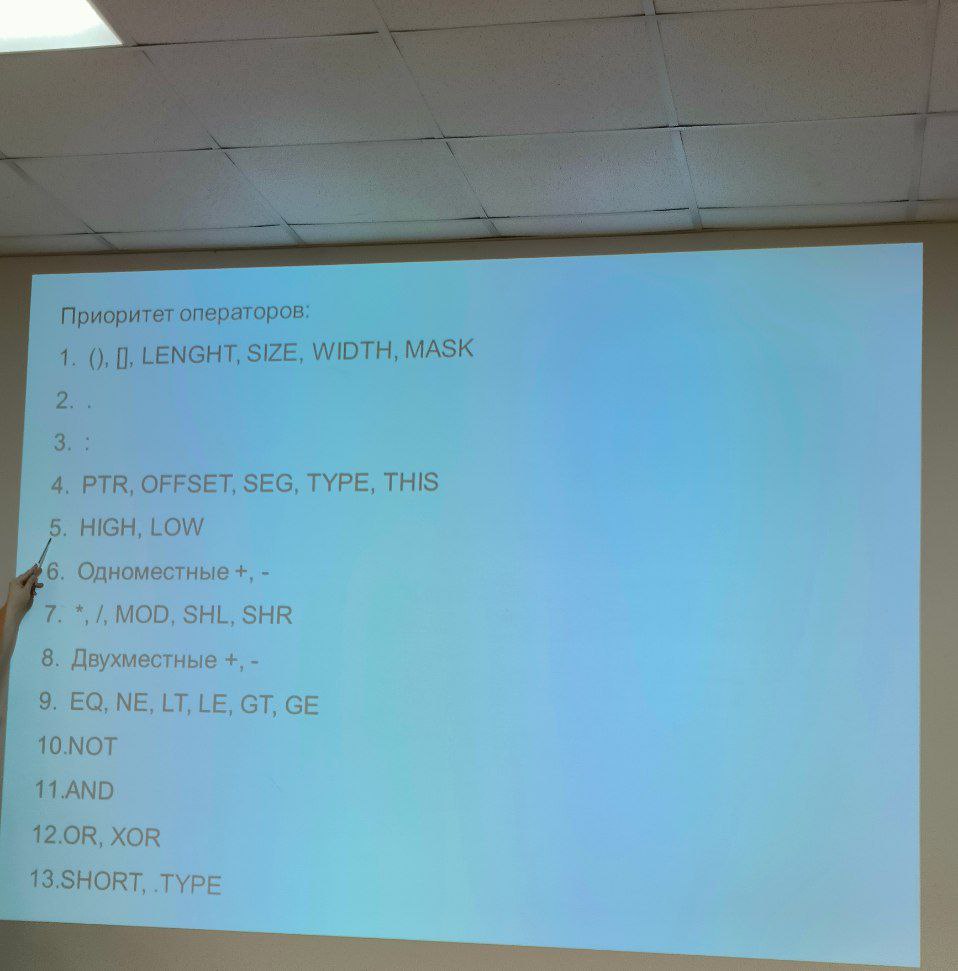 Приоритет операторов:
1. (), [], LENGHT, SIZE, WIDTH, MASK
2. .
3. :
4. PTR, OFFSET, SEG, TYPE, THIS
5. HIGH, LOW
6. Одноместные +, -
7. *, /, MOD, SHL, SHR
8. Двухместные +, -
9. EQ, NE, LT, LE, GT, GE
10.NOT
11.AND
12.OR, XOR
13.SHORT, .TYPE